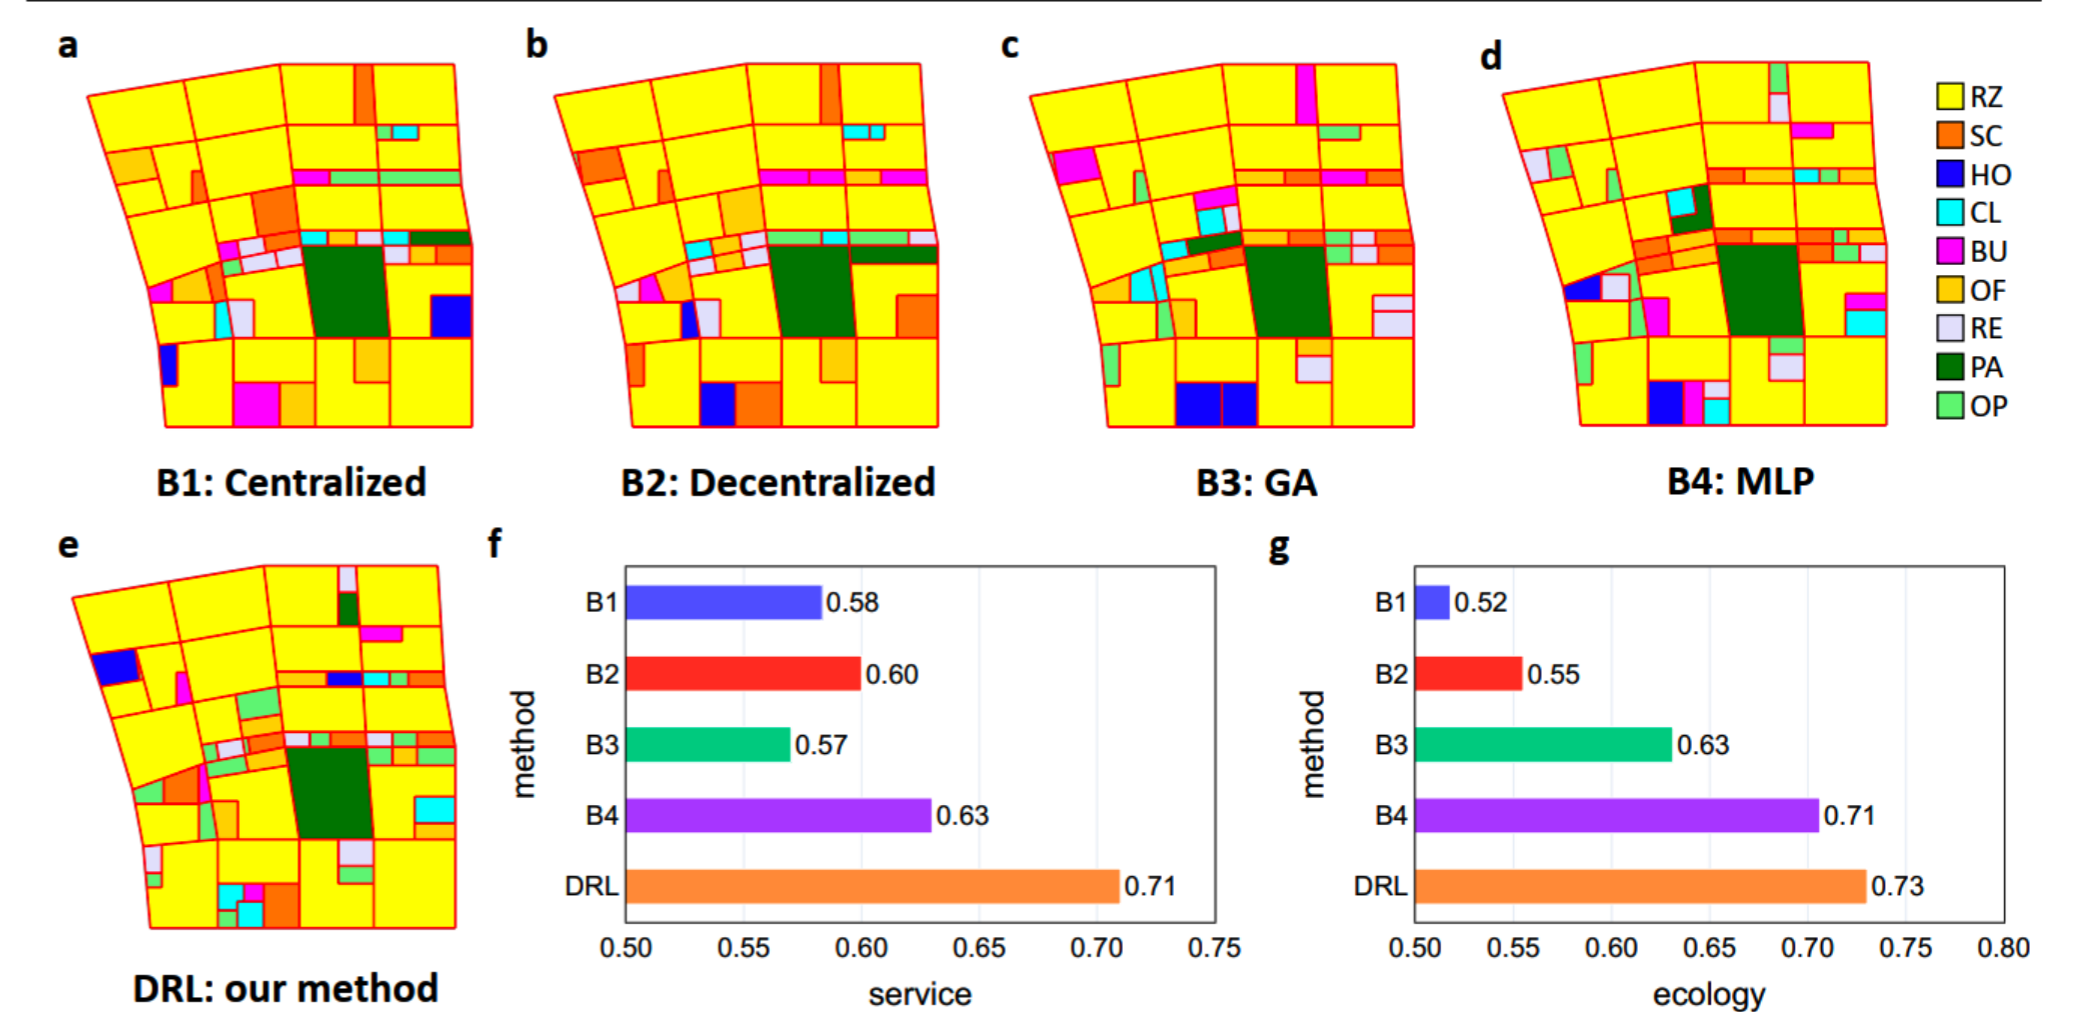 a
b
c
d
RZ
SC
HO
CL
BU
OF
RE
PA
OP
B1: Centralized
B2: Decentralized
B3: GA
B4: MLP
e
DRL: our method
f
method
B1
0.58
B2
0.60
B3
0.57
B4
0.63
DRL
0.71
0.50 0.55 0.60 0.65 0.70 0.75
service
g
method
B1
0.52
B2
0.55
B3
0.63
B4
0.71
DRL
0.73
0.50 0.55 0.60 0.65 0.70 0.75 0.80
ecology